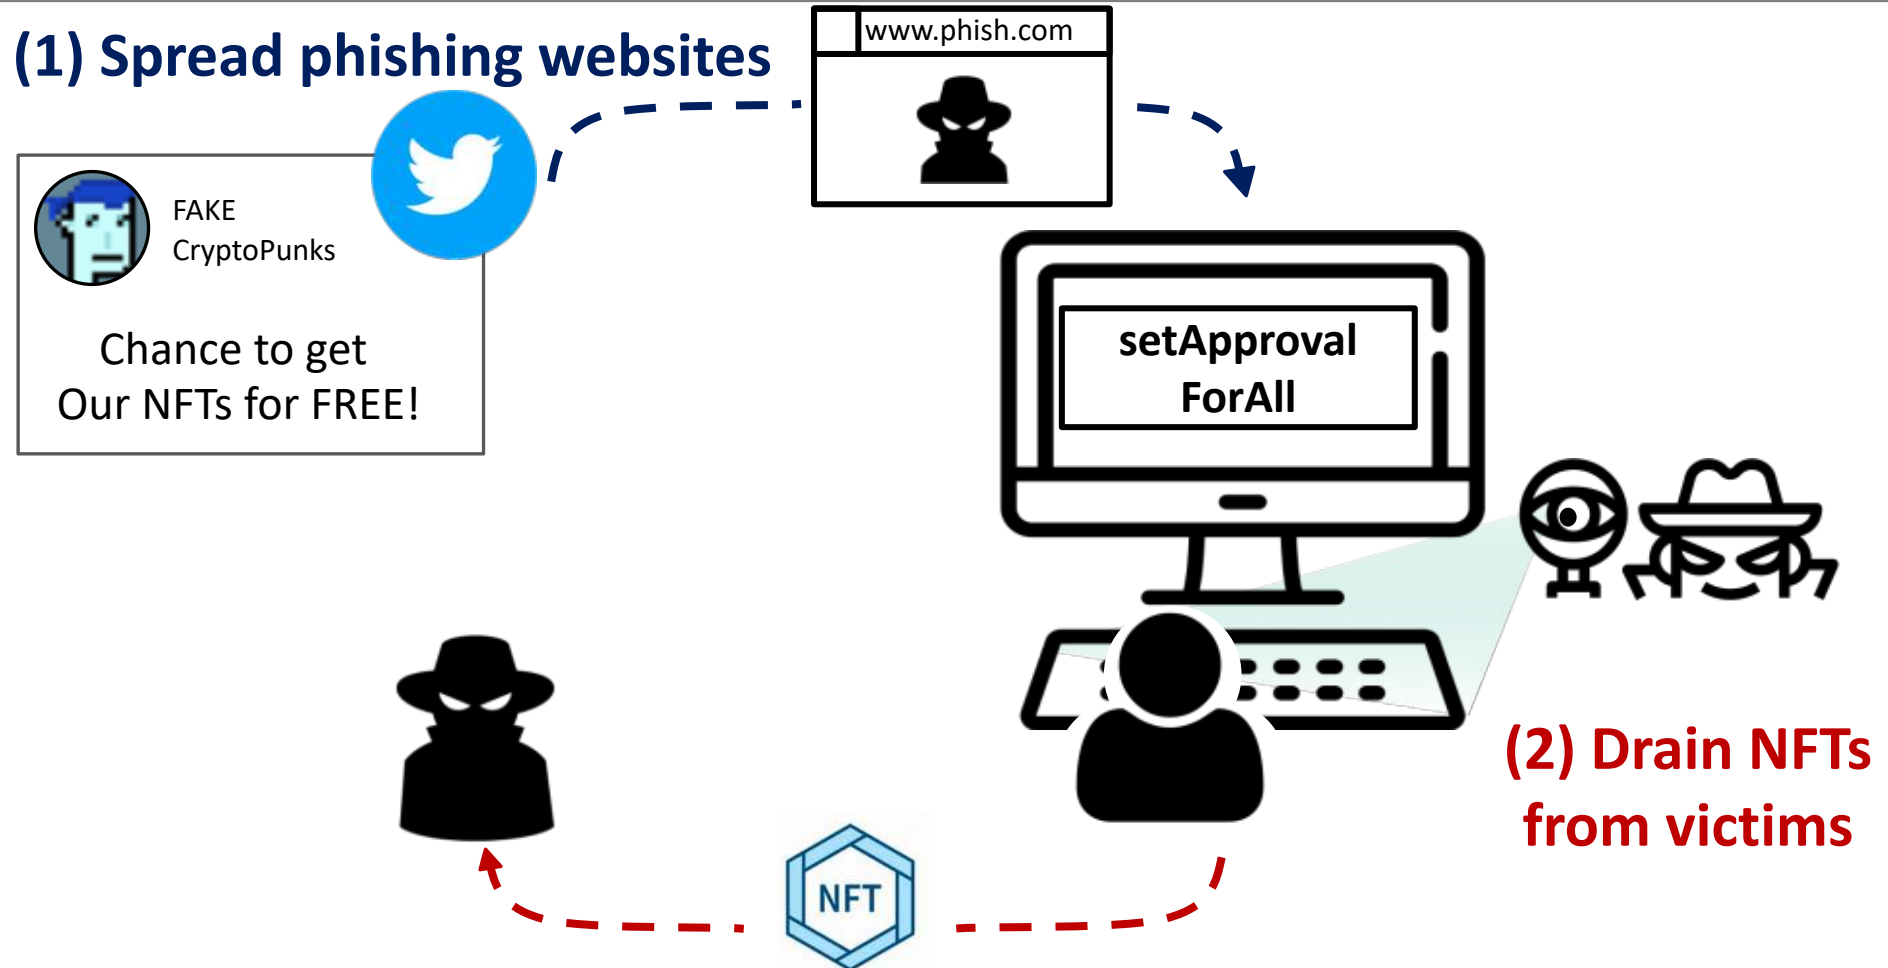 (1) Spread phishing websites
www.phish.com
FAKE
CryptoPunks
Chance to get
Our NFTs for FREE!
setApproval
ForAll
(2) Drain NFTs
from victims
NFT